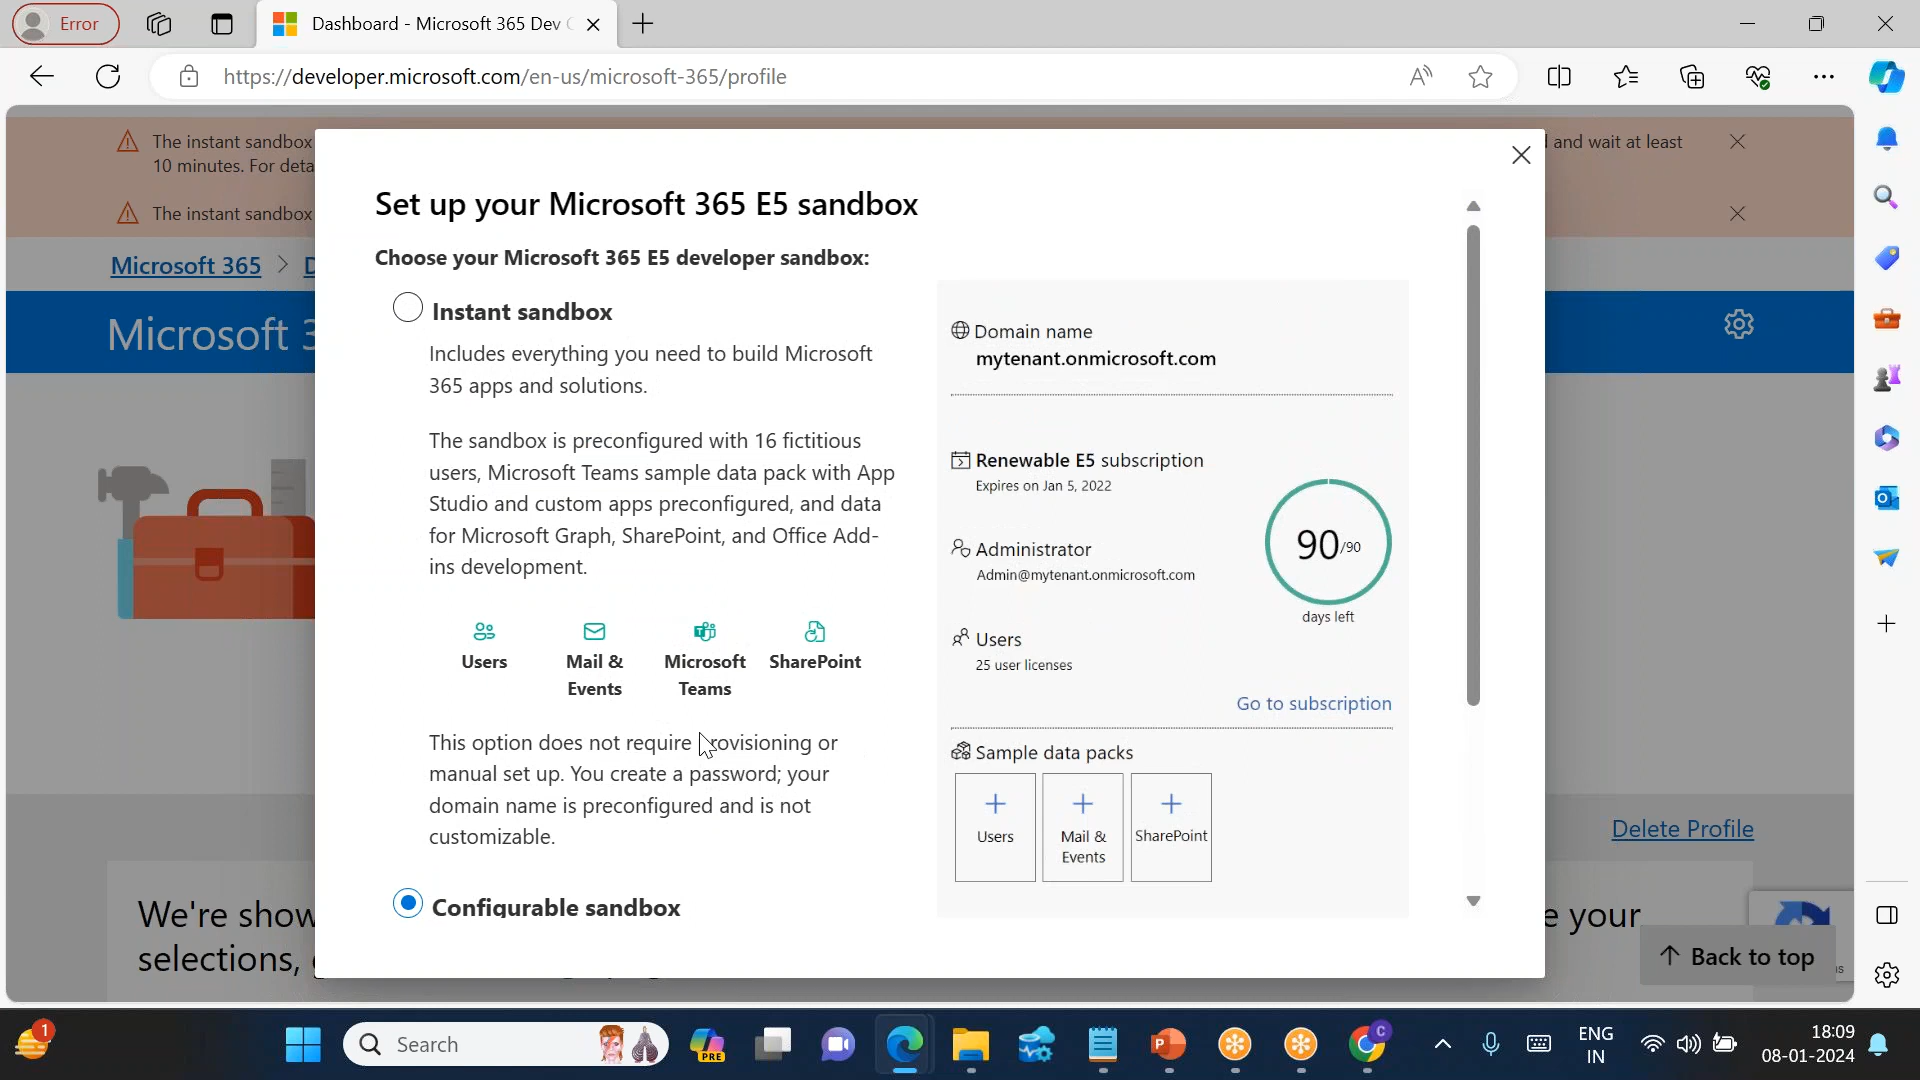 Error
Dashboard - Microsoft 365 Dev
https://developer.microsoft.com/en-us/microsoft-365/profile
The instant sandbox
and wait at least
10 minutes. For deta
The instant sandbox
Microsoft 365 >
Microsoft 3
Set up your Microsoft 365 E5 sandbox
Choose your Microsoft 365 E5 developer sandbox:
Instant sandbox
Includes everything you need to build Microsoft
365 apps and solutions.
The sandbox is preconfigured with 16 fictitious
users, Microsoft Teams sample data pack with App
Studio and custom apps preconfigured, and data
for Microsoft Graph, SharePoint, and Office Add-
ins development.
Users
Mail &
Events
Microsoft
Teams
SharePoint
This option does not require provisioning or
manual set up. You create a password; your
domain name is preconfigured and is not
customizable.
Configurable sandbox
Domain name
mytenant.onmicrosoft.com
Renewable E5 subscription
Expires on Jan 5, 2022
90/90
days left
Administrator
Admin@mytenant.onmicrosoft.com
Users
25 user licenses
Go to subscription
Sample data packs
Users
Mail &
Events
SharePoint
Delete Profile
We're show
e your
selections,
Back to top
1
Search
PRE
C
ENG
IN
18:09
08-01-2024